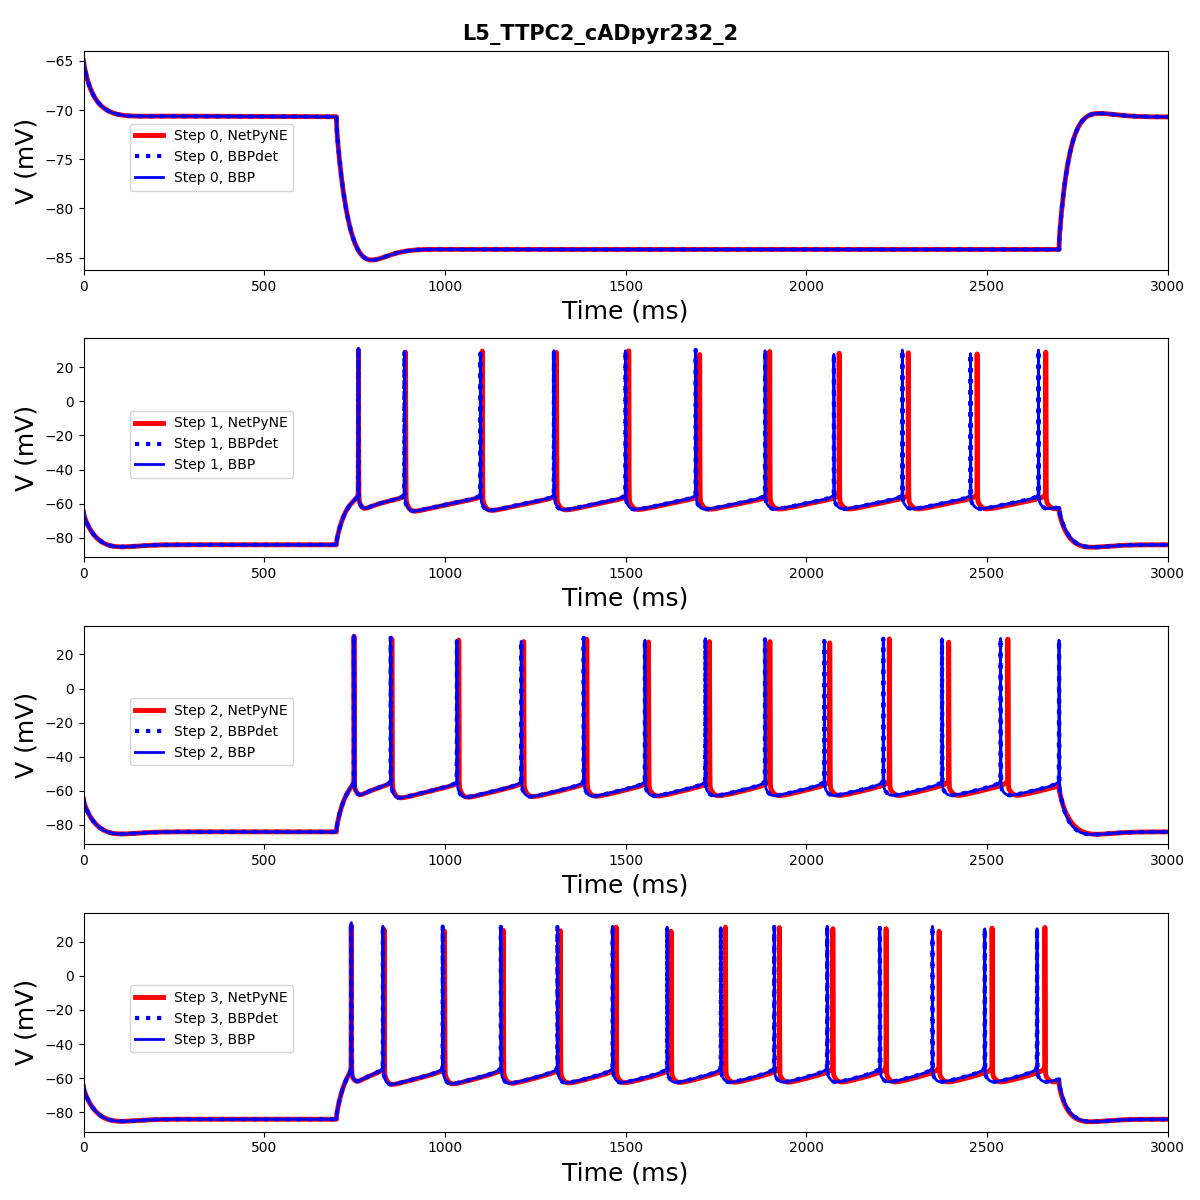 L5_TTPC2_cADpyr232_2
−65
−70
−75
−80
−85
V (mV)
Step 0, NetPyNE
Step 0, BBPdet
Step 0, BBP
0 500 1000 1500 2000 2500 3000
Time (ms)
20
0
−20
−40
−60
−80
V (mV)
Step 1, NetPyNE
Step 1, BBPdet
Step 1, BBP
0 500 1000 1500 2000 2500 3000
Time (ms)
20
0
−20
−40
−60
−80
V (mV)
Step 2, NetPyNE
Step 2, BBPdet
Step 2, BBP
0 500 1000 1500 2000 2500 3000
Time (ms)
20
0
−20
−40
−60
−80
V (mV)
Step 3, NetPyNE
Step 3, BBPdet
Step 3, BBP
0 500 1000 1500 2000 2500 3000
Time (ms)